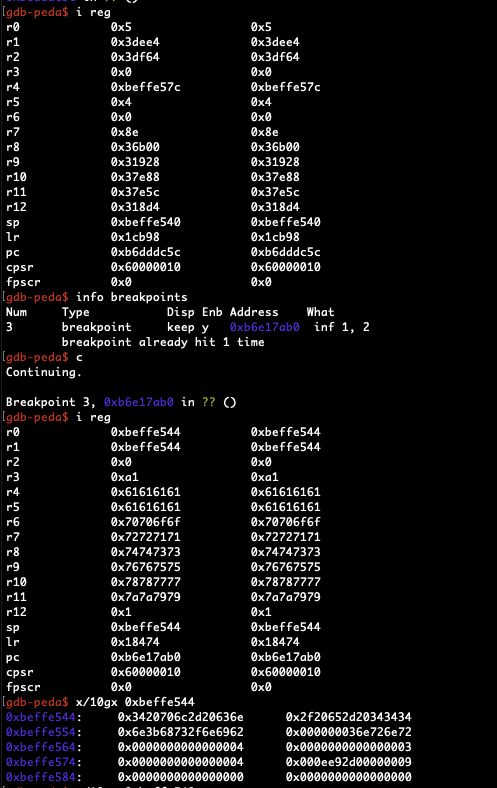 in ?? ()
[gdb-peda$ i reg
r0 0x5 0x5
r1 0x3dee4 0x3dee4
r2 0x3df64 0x3df64
r3 0x0 0x0
r4 0xbeffe57c 0xbeffe57c
r5 0x4 0x4
r6 0x0 0x0
r7 0x8e 0x8e
r8 0x36b00 0x36b00
r9 0x31928 0x31928
r10 0x37e88 0x37e88
r11 0x37e5c 0x37e5c
r12 0x318d4 0x318d4
sp 0xbeffe540 0xbeffe540
lr 0x1cb98 0x1cb98
pc 0xb6dddc5c 0xb6dddc5c
cpsr 0x60000010 0x60000010
fpscr 0x0 0x0
[gdb-peda$ info breakpoints
Num Type Disp Enb Address What
3 breakpoint keep y 0xb6e17ab0 inf 1, 2
breakpoint already hit 1 time
[gdb-peda$ c
Continuing.
Breakpoint 3, 0xb6e17ab0 in ?? ()
[gdb-peda$ i reg
r0 0xbeffe544 0xbeffe544
r1 0xbeffe544 0xbeffe544
r2 0x0 0x0
r3 0xa1 0xa1
r4 0x61616161 0x61616161
r5 0x61616161 0x61616161
r6 0x70706f6f 0x70706f6f
r7 0x72727171 0x72727171
r8 0x74747373 0x74747373
r9 0x76767575 0x76767575
r10 0x78787777 0x78787777
r11 0x7a7a7979 0x7a7a7979
r12 0x1 0x1
sp 0xbeffe544 0xbeffe544
lr 0x18474 0x18474
pc 0xb6e17ab0 0xb6e17ab0
cpsr 0x60000010 0x60000010
fpscr 0x0 0x0
[gdb-peda$ x/10gx 0xbeffe544
0xbeffe544: 0x3420706c2d20636e 0x2f20652d20343434
0xbeffe554: 0x6e3b68732f6e6962 0x000000036e726e72
0xbeffe564: 0x0000000000000004 0x0000000000000003
0xbeffe574: 0x0000000000000004 0x000ee92d00000009
0xbeffe584: 0x0000000000000000 0x0000000000000000